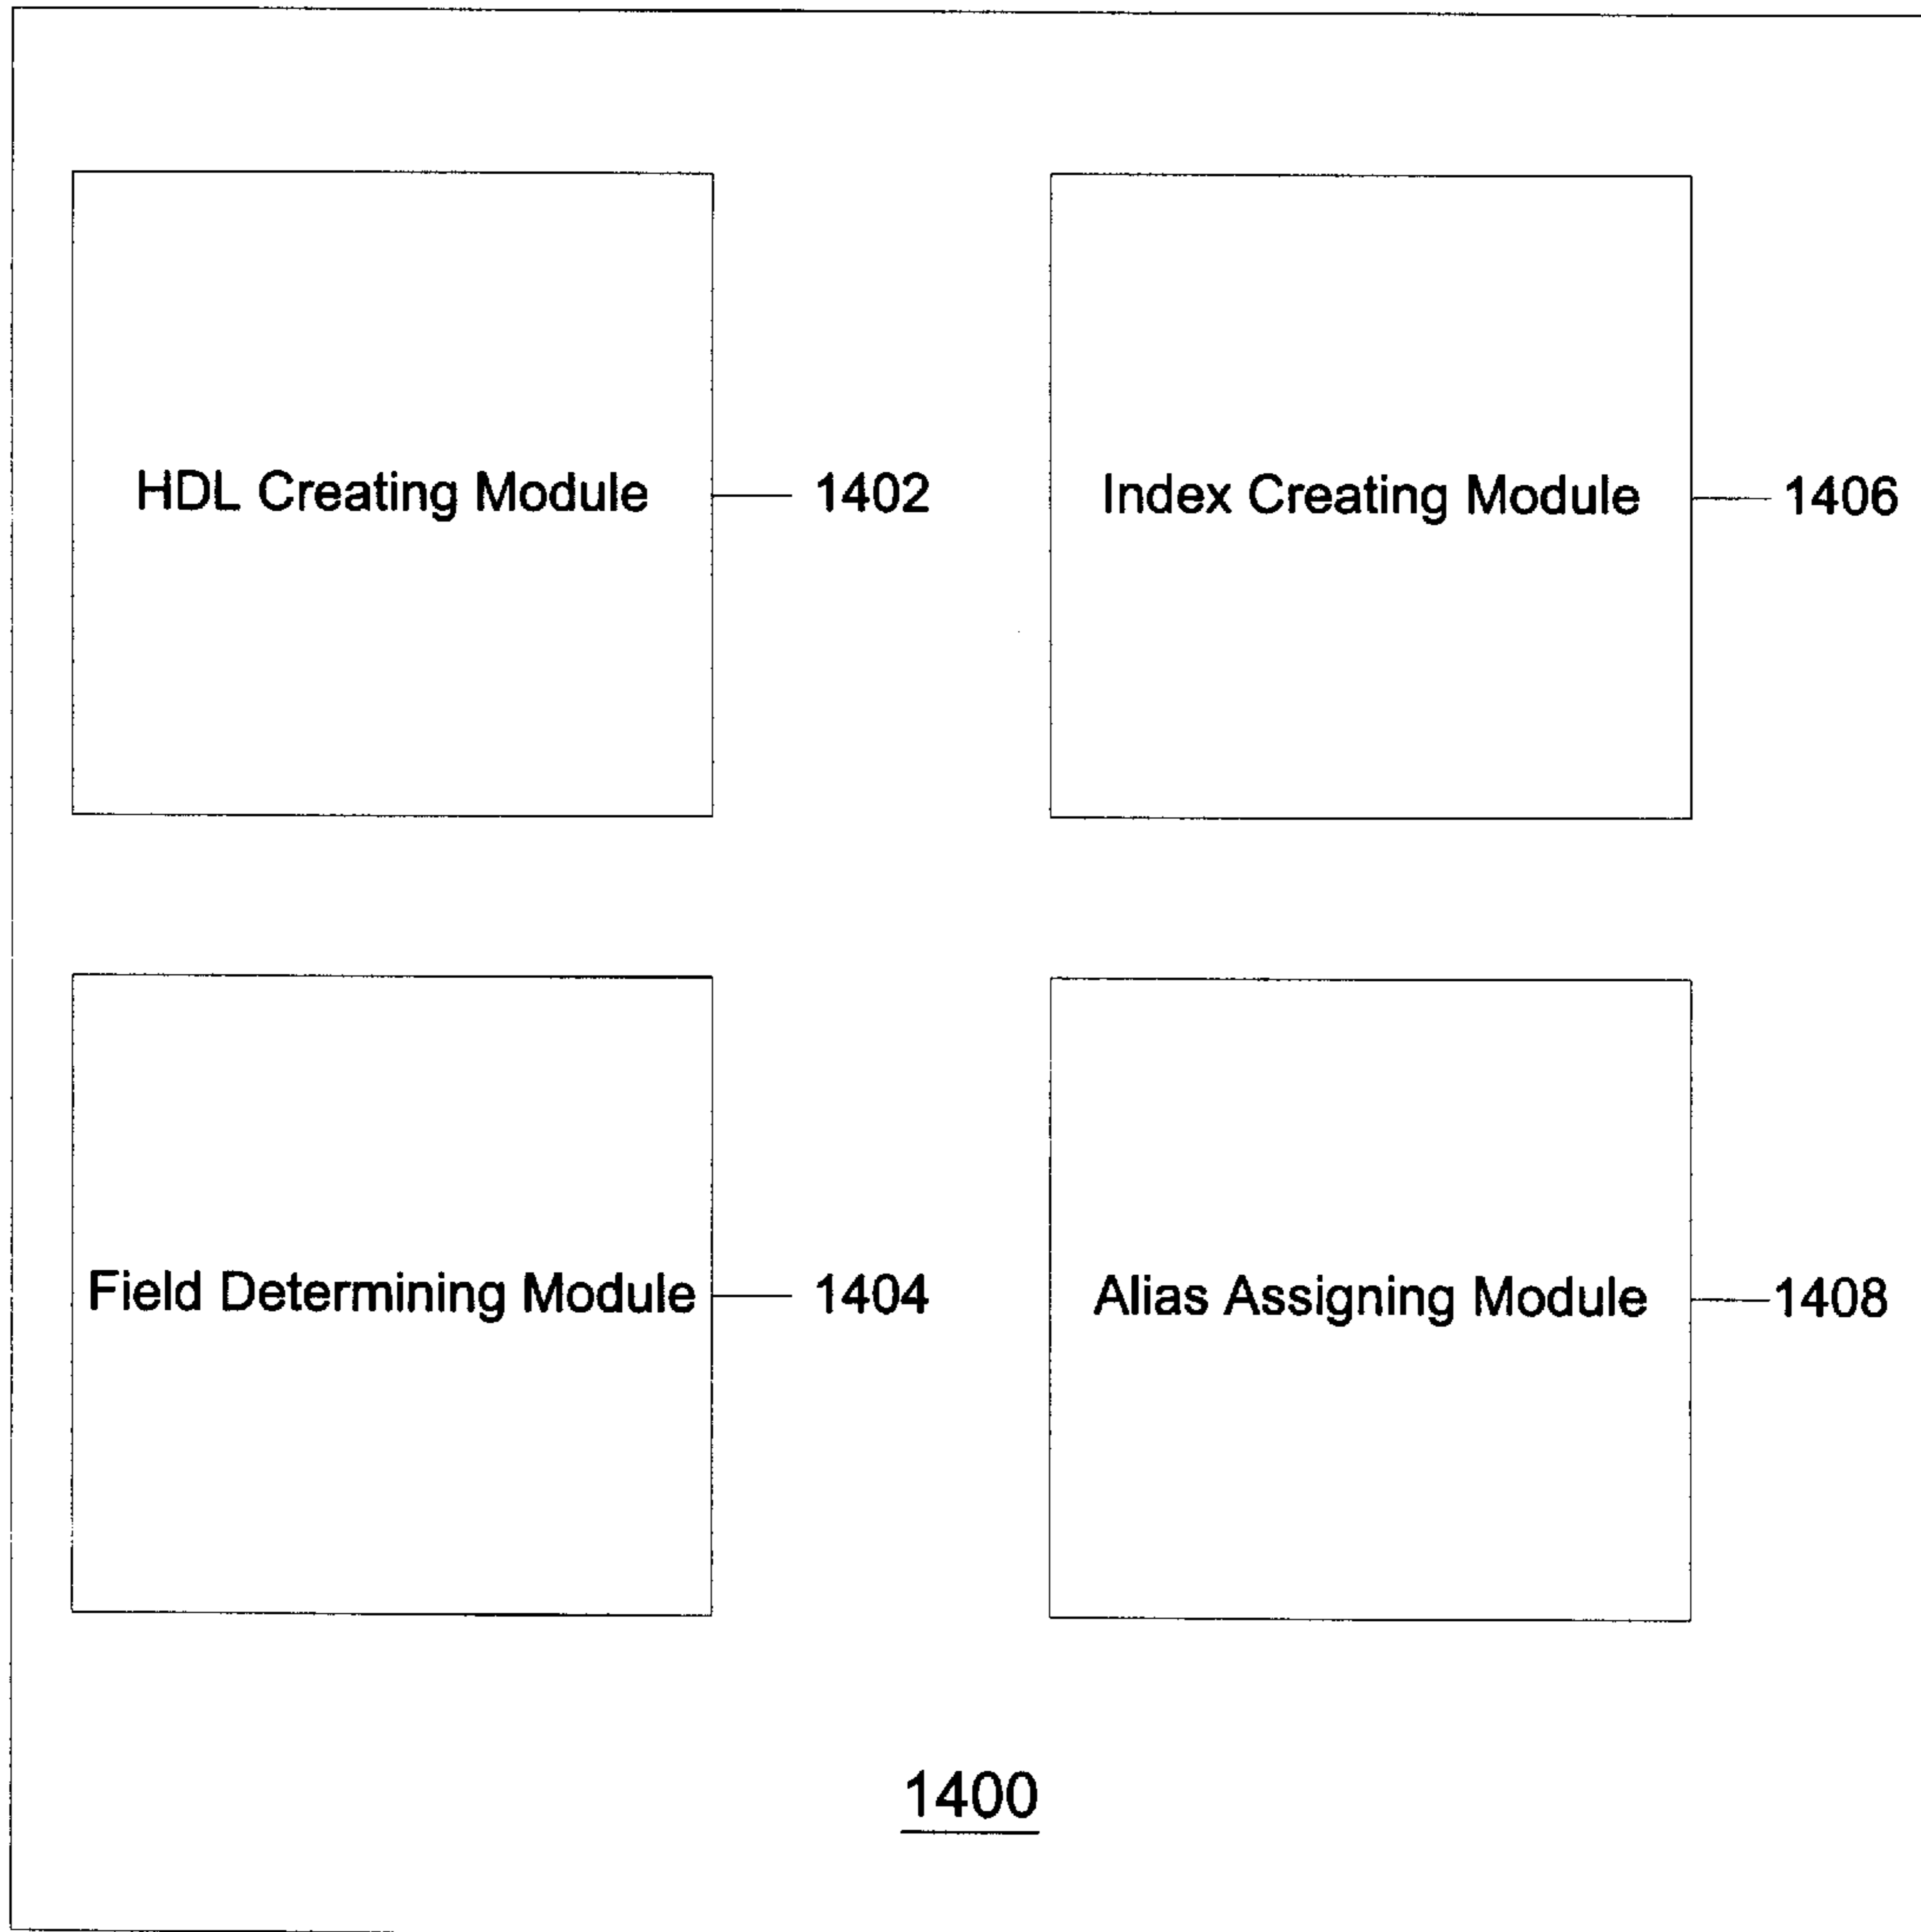 HDL Creating Module
1402
Index Creating Module
1406
Field Determining Module
1404
Alias Assigning Module
1408
1400